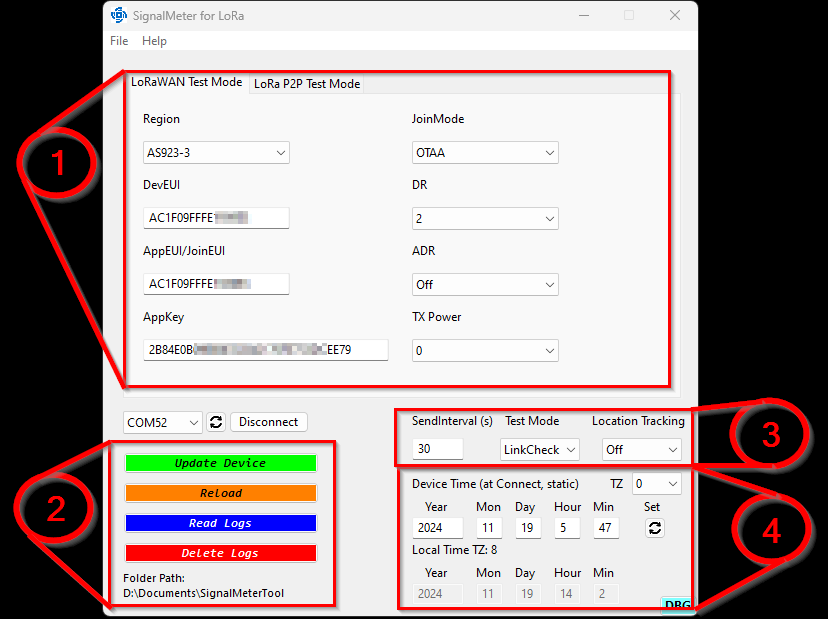 SignalMeter for LoRa
File Help
LoRaWAN Test Mode LoRa P2P Test Mode
1
Region JoinMode
AS923-3 OTAA
DevEUI DR
AC1F09FFFE 2
AppEUI/JoinEUI ADR
AC1F09FFFE Off
AppKey TX Power
2B84E0B EE79 0
COM52 Disconnect
SendInterval (s) Test Mode Location Tracking
30 LinkCheck Off
3
2
Update Device
Reload
Read Logs
Delete Logs
Folder Path:
D:\Documents\SignalMeterTool
Device Time (at Connect, static) TZ 0
Year Mon Day Hour Min Set
2024 11 19 5 47
4
Local Time TZ: 8
Year Mon Day Hour Min
2024 11 19 14 2
DBG